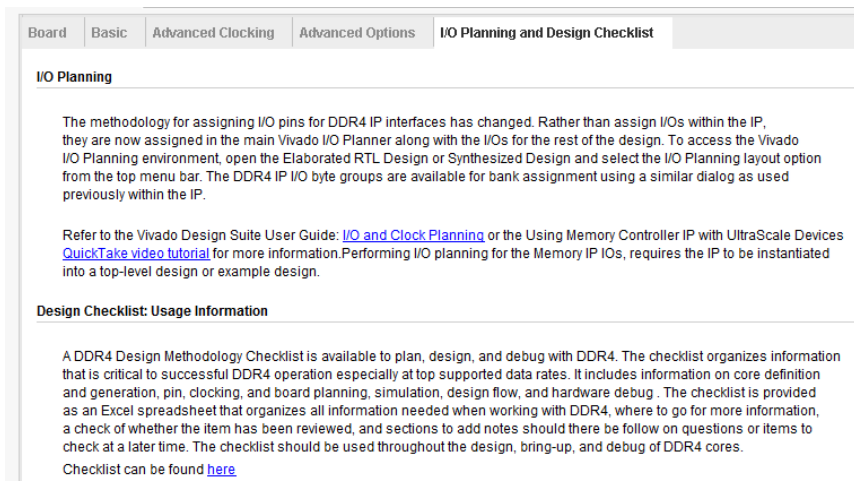 Board Basic Advanced Clocking Advanced Options I/O Planning and Design Checklist
I/O Planning
The methodology for assigning I/O pins for DDR4 IP interfaces has changed. Rather than assign I/Os within the IP,
they are now assigned in the main Vivado I/O Planner along with the I/Os for the rest of the design. To access the Vivado
I/O Planning environment, open the Elaborated RTL Design or Synthesized Design and select the I/O Planning layout option
from the top menu bar. The DDR4 IP I/O byte groups are available for bank assignment using a similar dialog as used
previously within the IP.
Refer to the Vivado Design Suite User Guide: I/O and Clock Planning or the Using Memory Controller IP with UltraScale Devices
QuickTake video tutorial for more information.Performing I/O planning for the Memory IP IOs, requires the IP to be instantiated
into a top-level design or example design.
Design Checklist: Usage Information
A DDR4 Design Methodology Checklist is available to plan, design, and debug with DDR4. The checklist organizes information
that is critical to successful DDR4 operation especially at top supported data rates. It includes information on core definition
and generation, pin, clocking, and board planning, simulation, design flow, and hardware debug . The checklist is provided
as an Excel spreadsheet that organizes all information needed when working with DDR4, where to go for more information,
a check of whether the item has been reviewed, and sections to add notes should there be follow on questions or items to
check at a later time. The checklist should be used throughout the design, bring-up, and debug of DDR4 cores.
Checklist can be found here